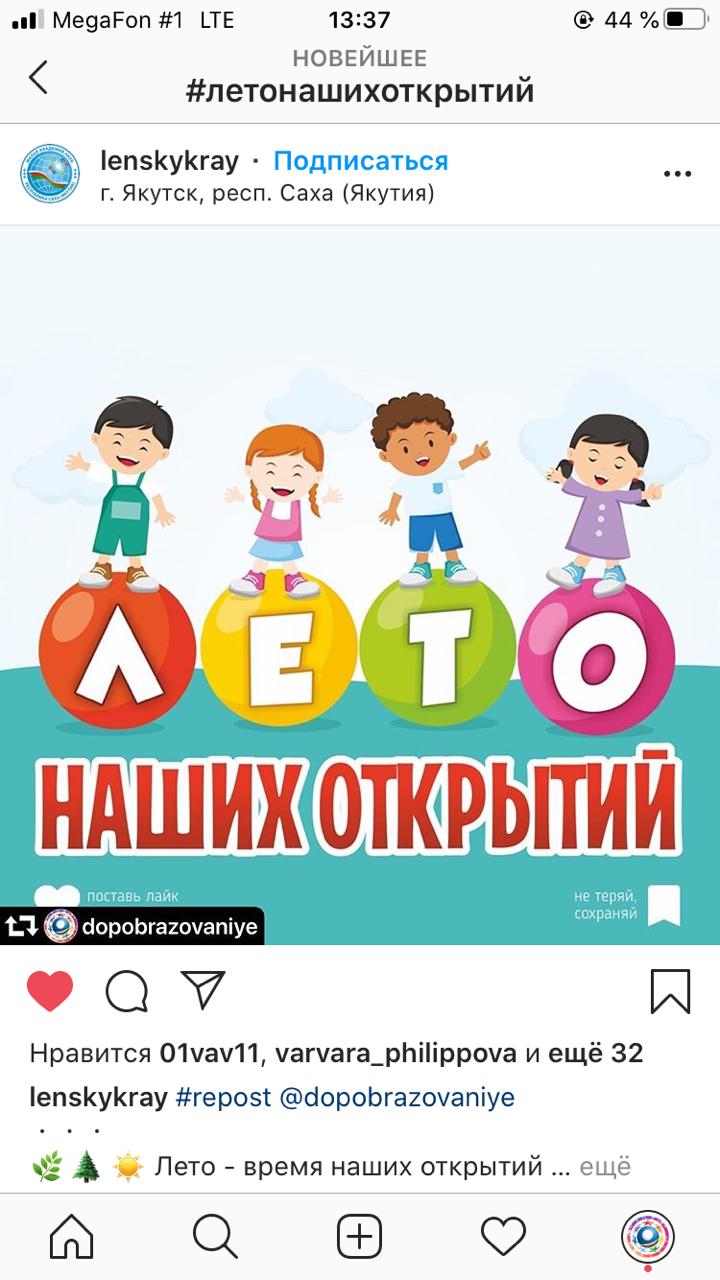 MegaFon #1 LTE 13:37 44 %
НОВЕЙШЕЕ
#летонашихоткрытий
lenskykray · Подписаться
г. Якутск, респ. Саха (Якутия)
ЛЕТО
НАШИХ ОТКРЫТИЙ
поставь лайк
не теряй,
сохраняй
dopobrazovaniye
Нравится 01vav11, varvara_philippova и ещё 32
lenskykray #repost @dopobrazovaniye
. . .
🌿🌲☀️ Лето - время наших открытий ... ещё